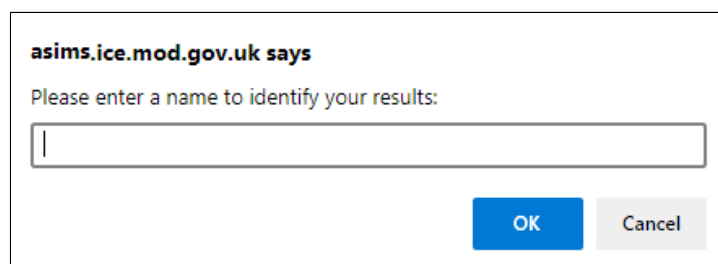 asims.ice.mod.gov.uk says
Please enter a name to identify your results:
OK Cancel